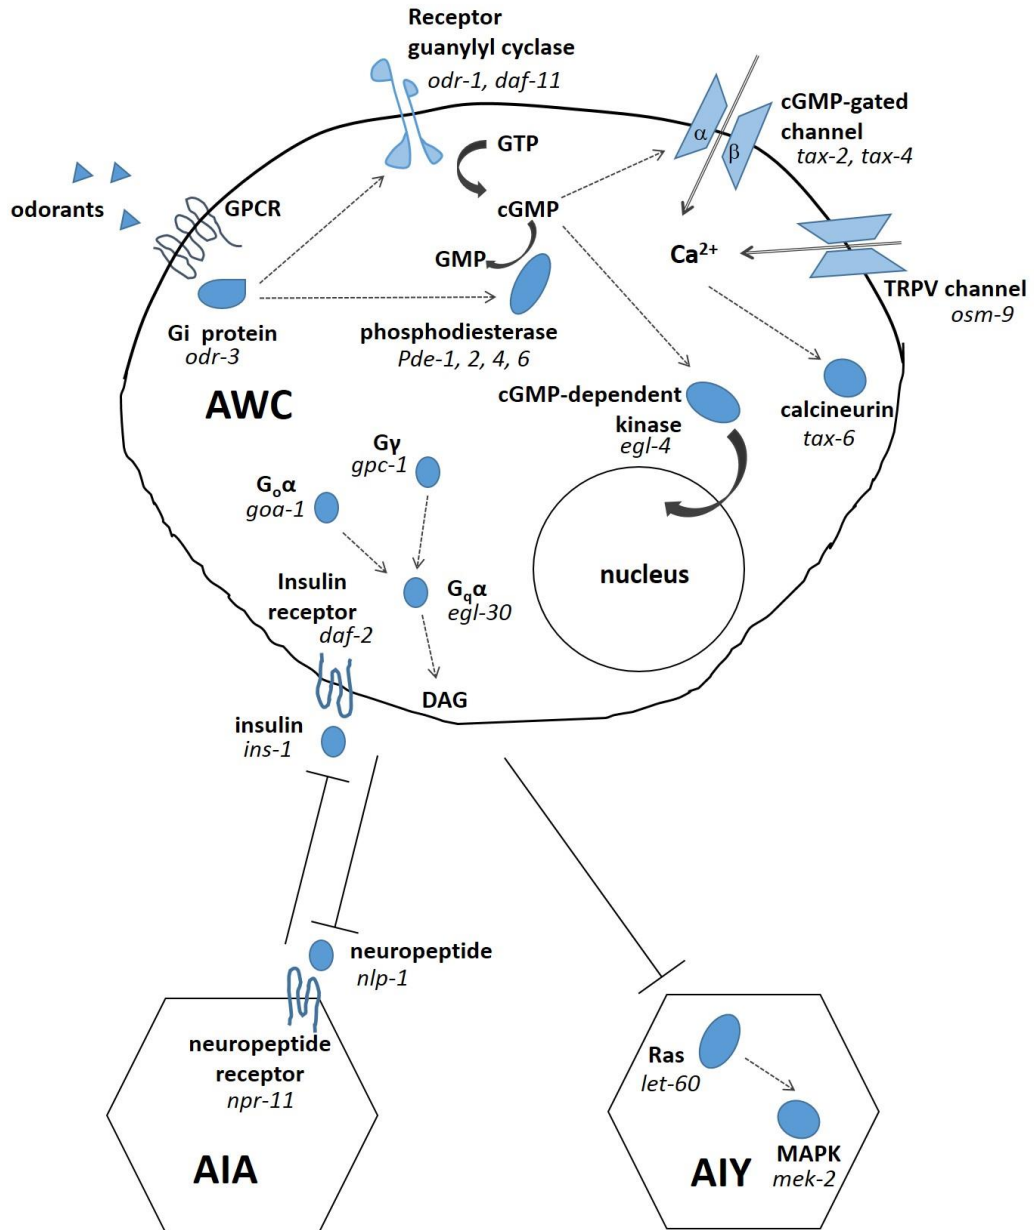 Receptor
guanylyl cyclase
odr-1, daf-11
cGMP-gated
channel
tax-2, tax-4
α
β
GTP
odorants
GPCR
cGMP
GMP
Ca²⁺
TRPV channel
osm-9
Gi protein
odr-3
phosphodiesterase
Pde-1, 2, 4, 6
AWC
cGMP-dependent
kinase
egl-4
calcineurin
tax-6
Gγ
gpc-1
Gₒα
goa-1
nucleus
Insulin
receptor
daf-2
G_qα
egl-30
DAG
insulin
ins-1
neuropeptide
nlp-1
neuropeptide
receptor
npr-11
AIA
Ras
let-60
MAPK
mek-2
AIY